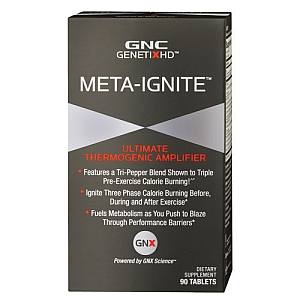 GNC
GENETIXHD™
META-IGNITE™
ULTIMATE
THERMOGENIC AMPLIFIER
• Features a Tri-Pepper Blend Shown to Triple
Pre-Exercise Calorie Burning!*^
• Ignite Three Phase Calorie Burning Before,
During and After Exercise*
• Fuels Metabolism as You Push to Blaze
Through Performance Barriers*
GNX
Powered by GNX Science™
DIETARY
SUPPLEMENT
90 TABLETS